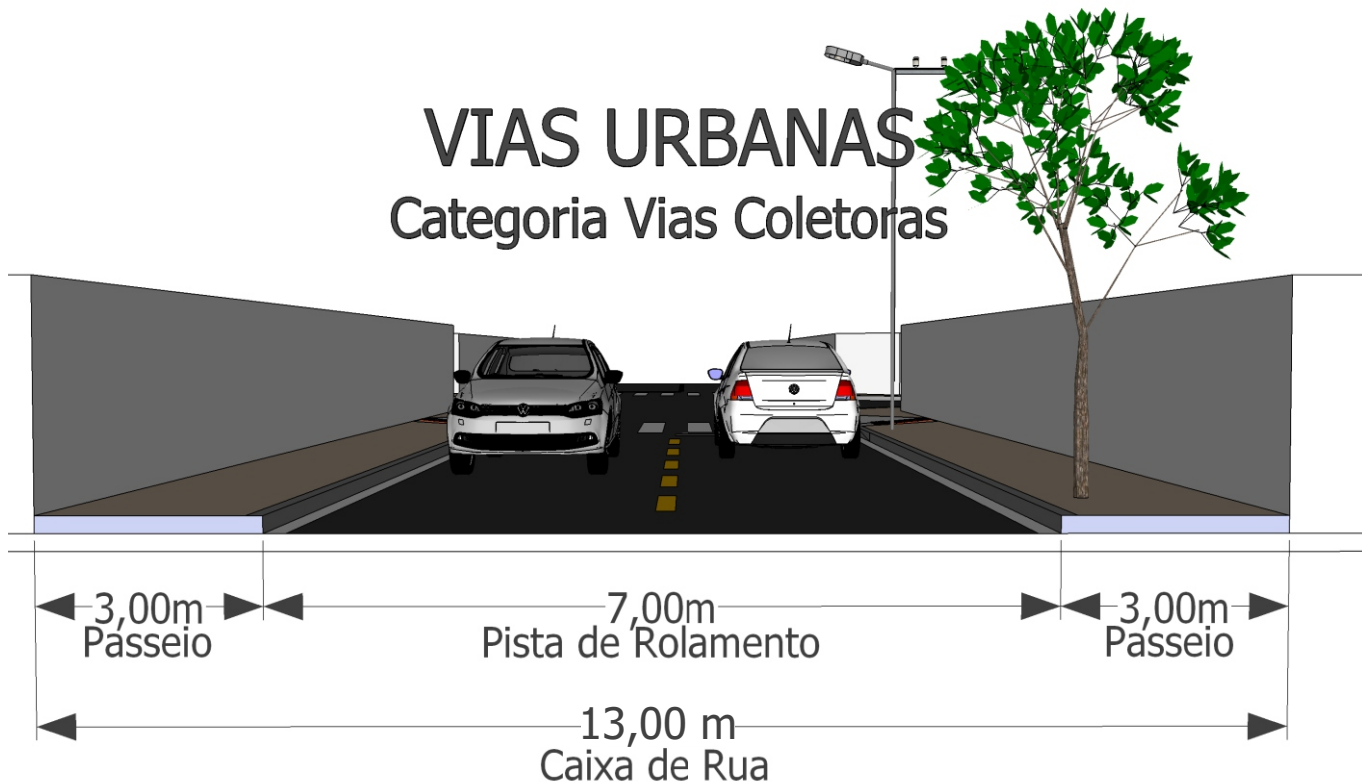 VIAS URBANAS
Categoria Vias Coletoras
3,00m
Passeio
7,00m
Pista de Rolamento
3,00m
Passeio
13,00 m
Caixa de Rua